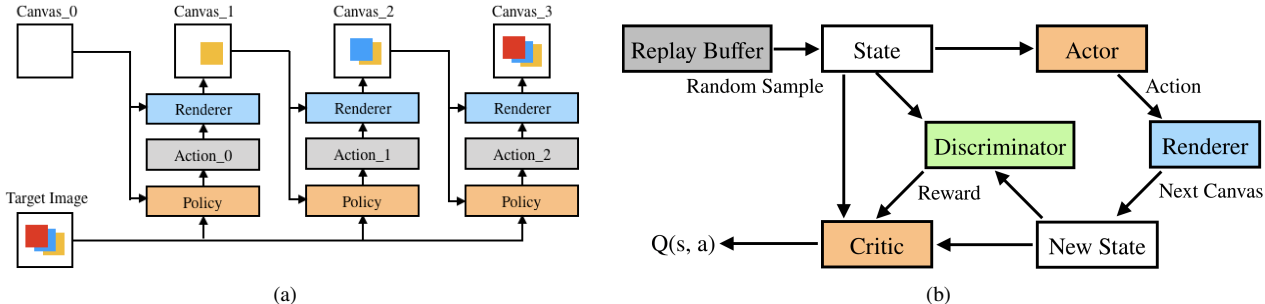 Canvas_0
Canvas_1
Canvas_2
Canvas_3
Renderer
Renderer
Renderer
Action_0
Action_1
Action_2
Target Image
Policy
Policy
Policy
(a)
Replay Buffer
State
Actor
Random Sample
Action
Discriminator
Renderer
Reward
Next Canvas
Q(s, a)
Critic
New State
(b)